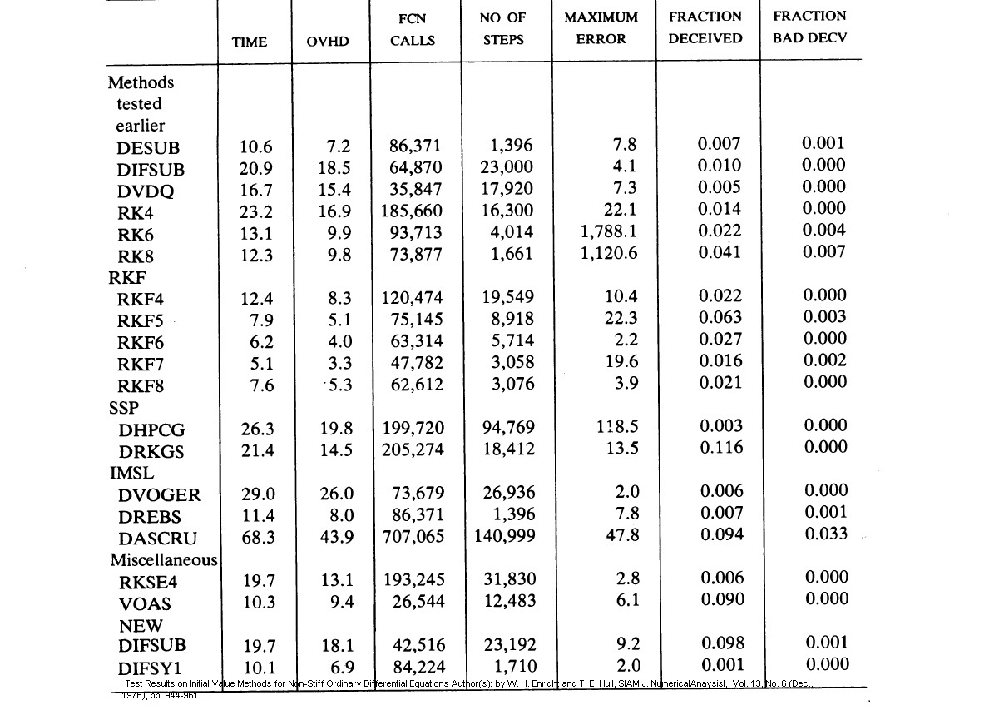 FCN NO OF MAXIMUM FRACTION FRACTION
TIME OVHD CALLS STEPS ERROR DECEIVED BAD DECV
Methods
tested
earlier
DESUB 10.6 7.2 86,371 1,396 7.8 0.007 0.001
DIFSUB 20.9 18.5 64,870 23,000 4.1 0.010 0.000
DVDQ 16.7 15.4 35,847 17,920 7.3 0.005 0.000
RK4 23.2 16.9 185,660 16,300 22.1 0.014 0.000
RK6 13.1 9.9 93,713 4,014 1,788.1 0.022 0.004
RK8 12.3 9.8 73,877 1,661 1,120.6 0.041 0.007
RKF
RKF4 12.4 8.3 120,474 19,549 10.4 0.022 0.000
RKF5 7.9 5.1 75,145 8,918 22.3 0.063 0.003
RKF6 6.2 4.0 63,314 5,714 2.2 0.027 0.000
RKF7 5.1 3.3 47,782 3,058 19.6 0.016 0.002
RKF8 7.6 5.3 62,612 3,076 3.9 0.021 0.000
SSP
DHPCG 26.3 19.8 199,720 94,769 118.5 0.003 0.000
DRKGS 21.4 14.5 205,274 18,412 13.5 0.116 0.000
IMSL
DVOGER 29.0 26.0 73,679 26,936 2.0 0.006 0.000
DREBS 11.4 8.0 86,371 1,396 7.8 0.007 0.001
DASCRU 68.3 43.9 707,065 140,999 47.8 0.094 0.033
Miscellaneous
RKSE4 19.7 13.1 193,245 31,830 2.8 0.006 0.000
VOAS 10.3 9.4 26,544 12,483 6.1 0.090 0.000
NEW
DIFSUB 19.7 18.1 42,516 23,192 9.2 0.098 0.001
DIFSY1 10.1 6.9 84,224 1,710 2.0 0.001 0.000
Test Results on Initial Value Methods for Non-Stiff Ordinary Differential Equations Author(s): by W. H. Enright and T. E. Hull, SIAM J. NumericalAnaysisl, Vol. 13, No. 6 (Dec.,
1976), pp. 944-961